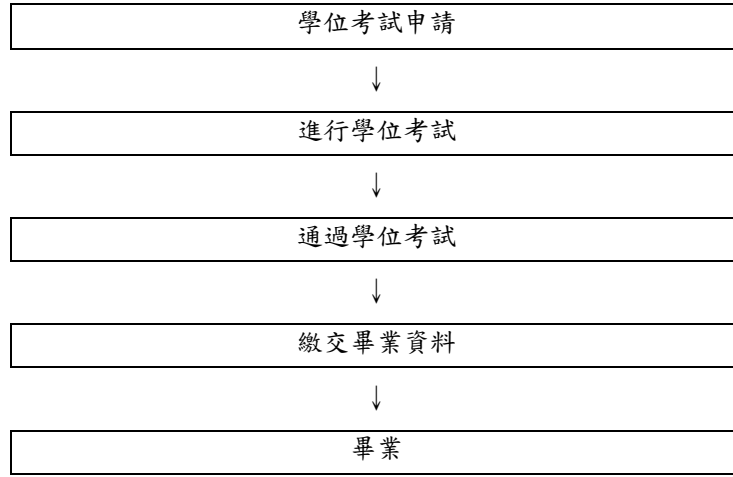 學位考試申請
↓
進行學位考試
↓
通過學位考試
↓
繳交畢業資料
↓
畢業